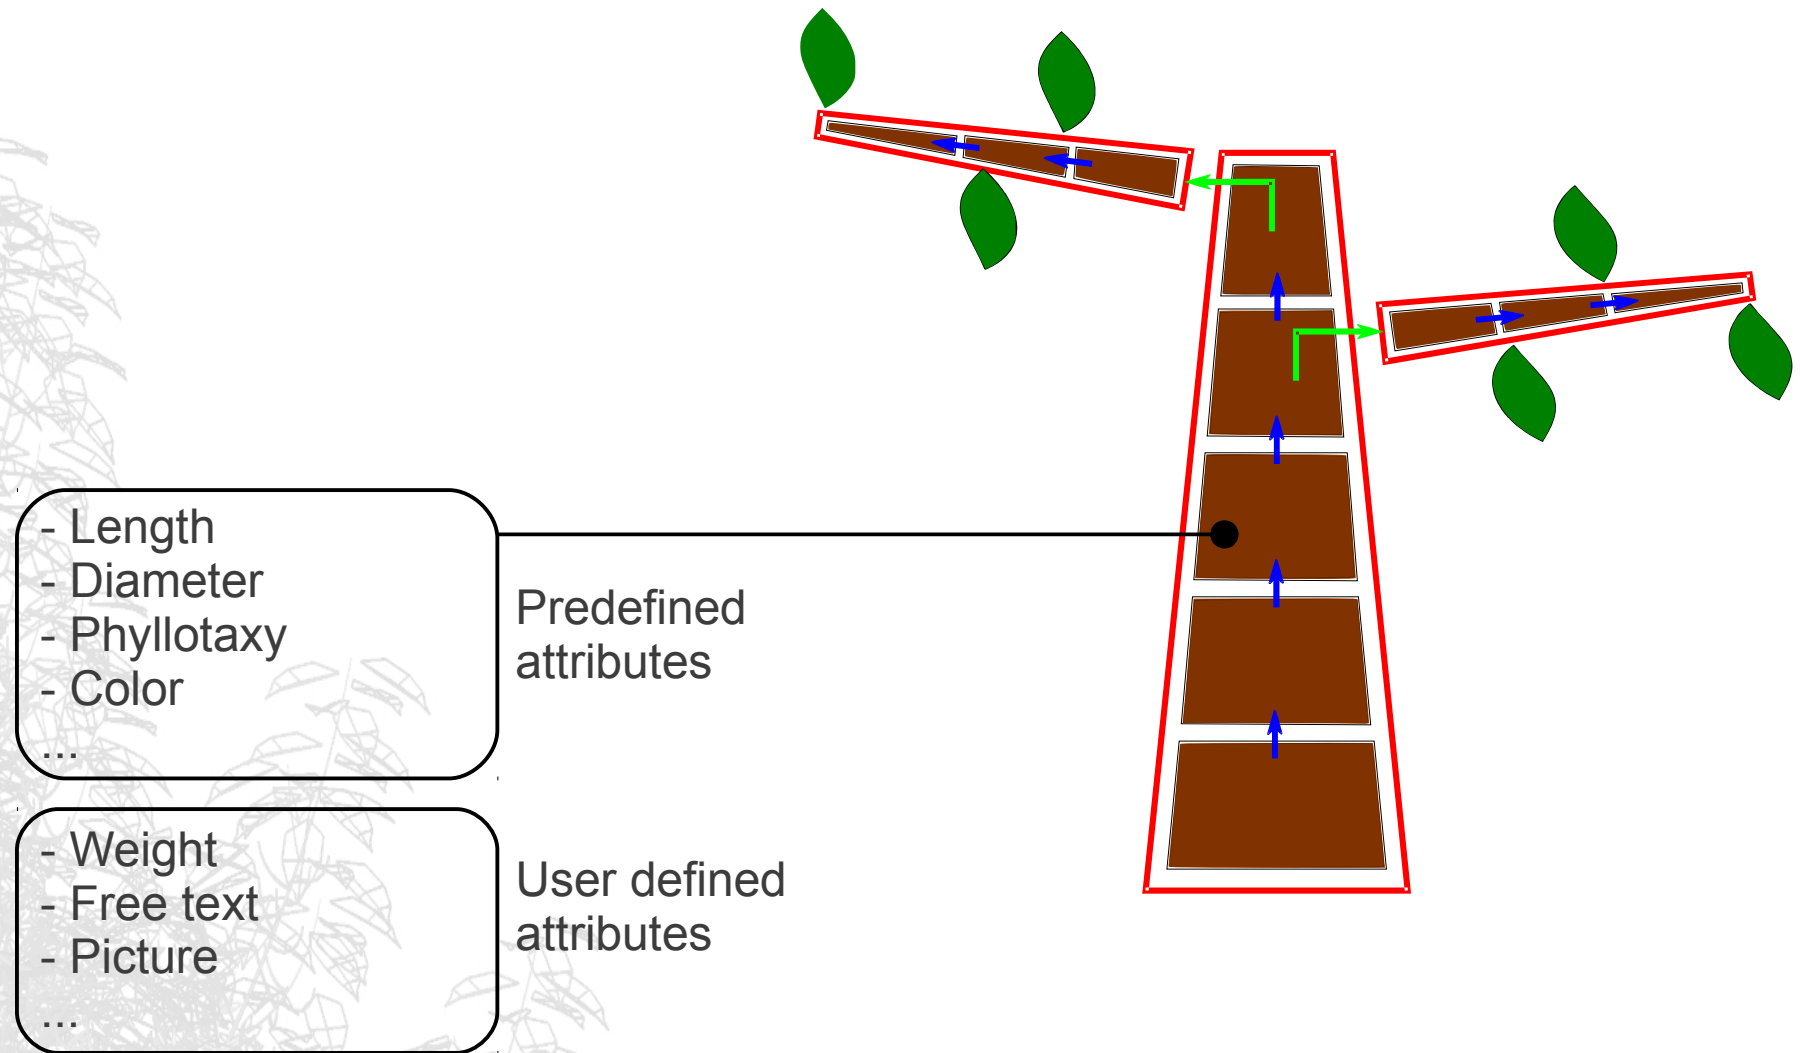 - Length
- Diameter
- Phyllotaxy
- Color
...
Predefined
attributes
- Weight
- Free text
- Picture
...
User defined
attributes